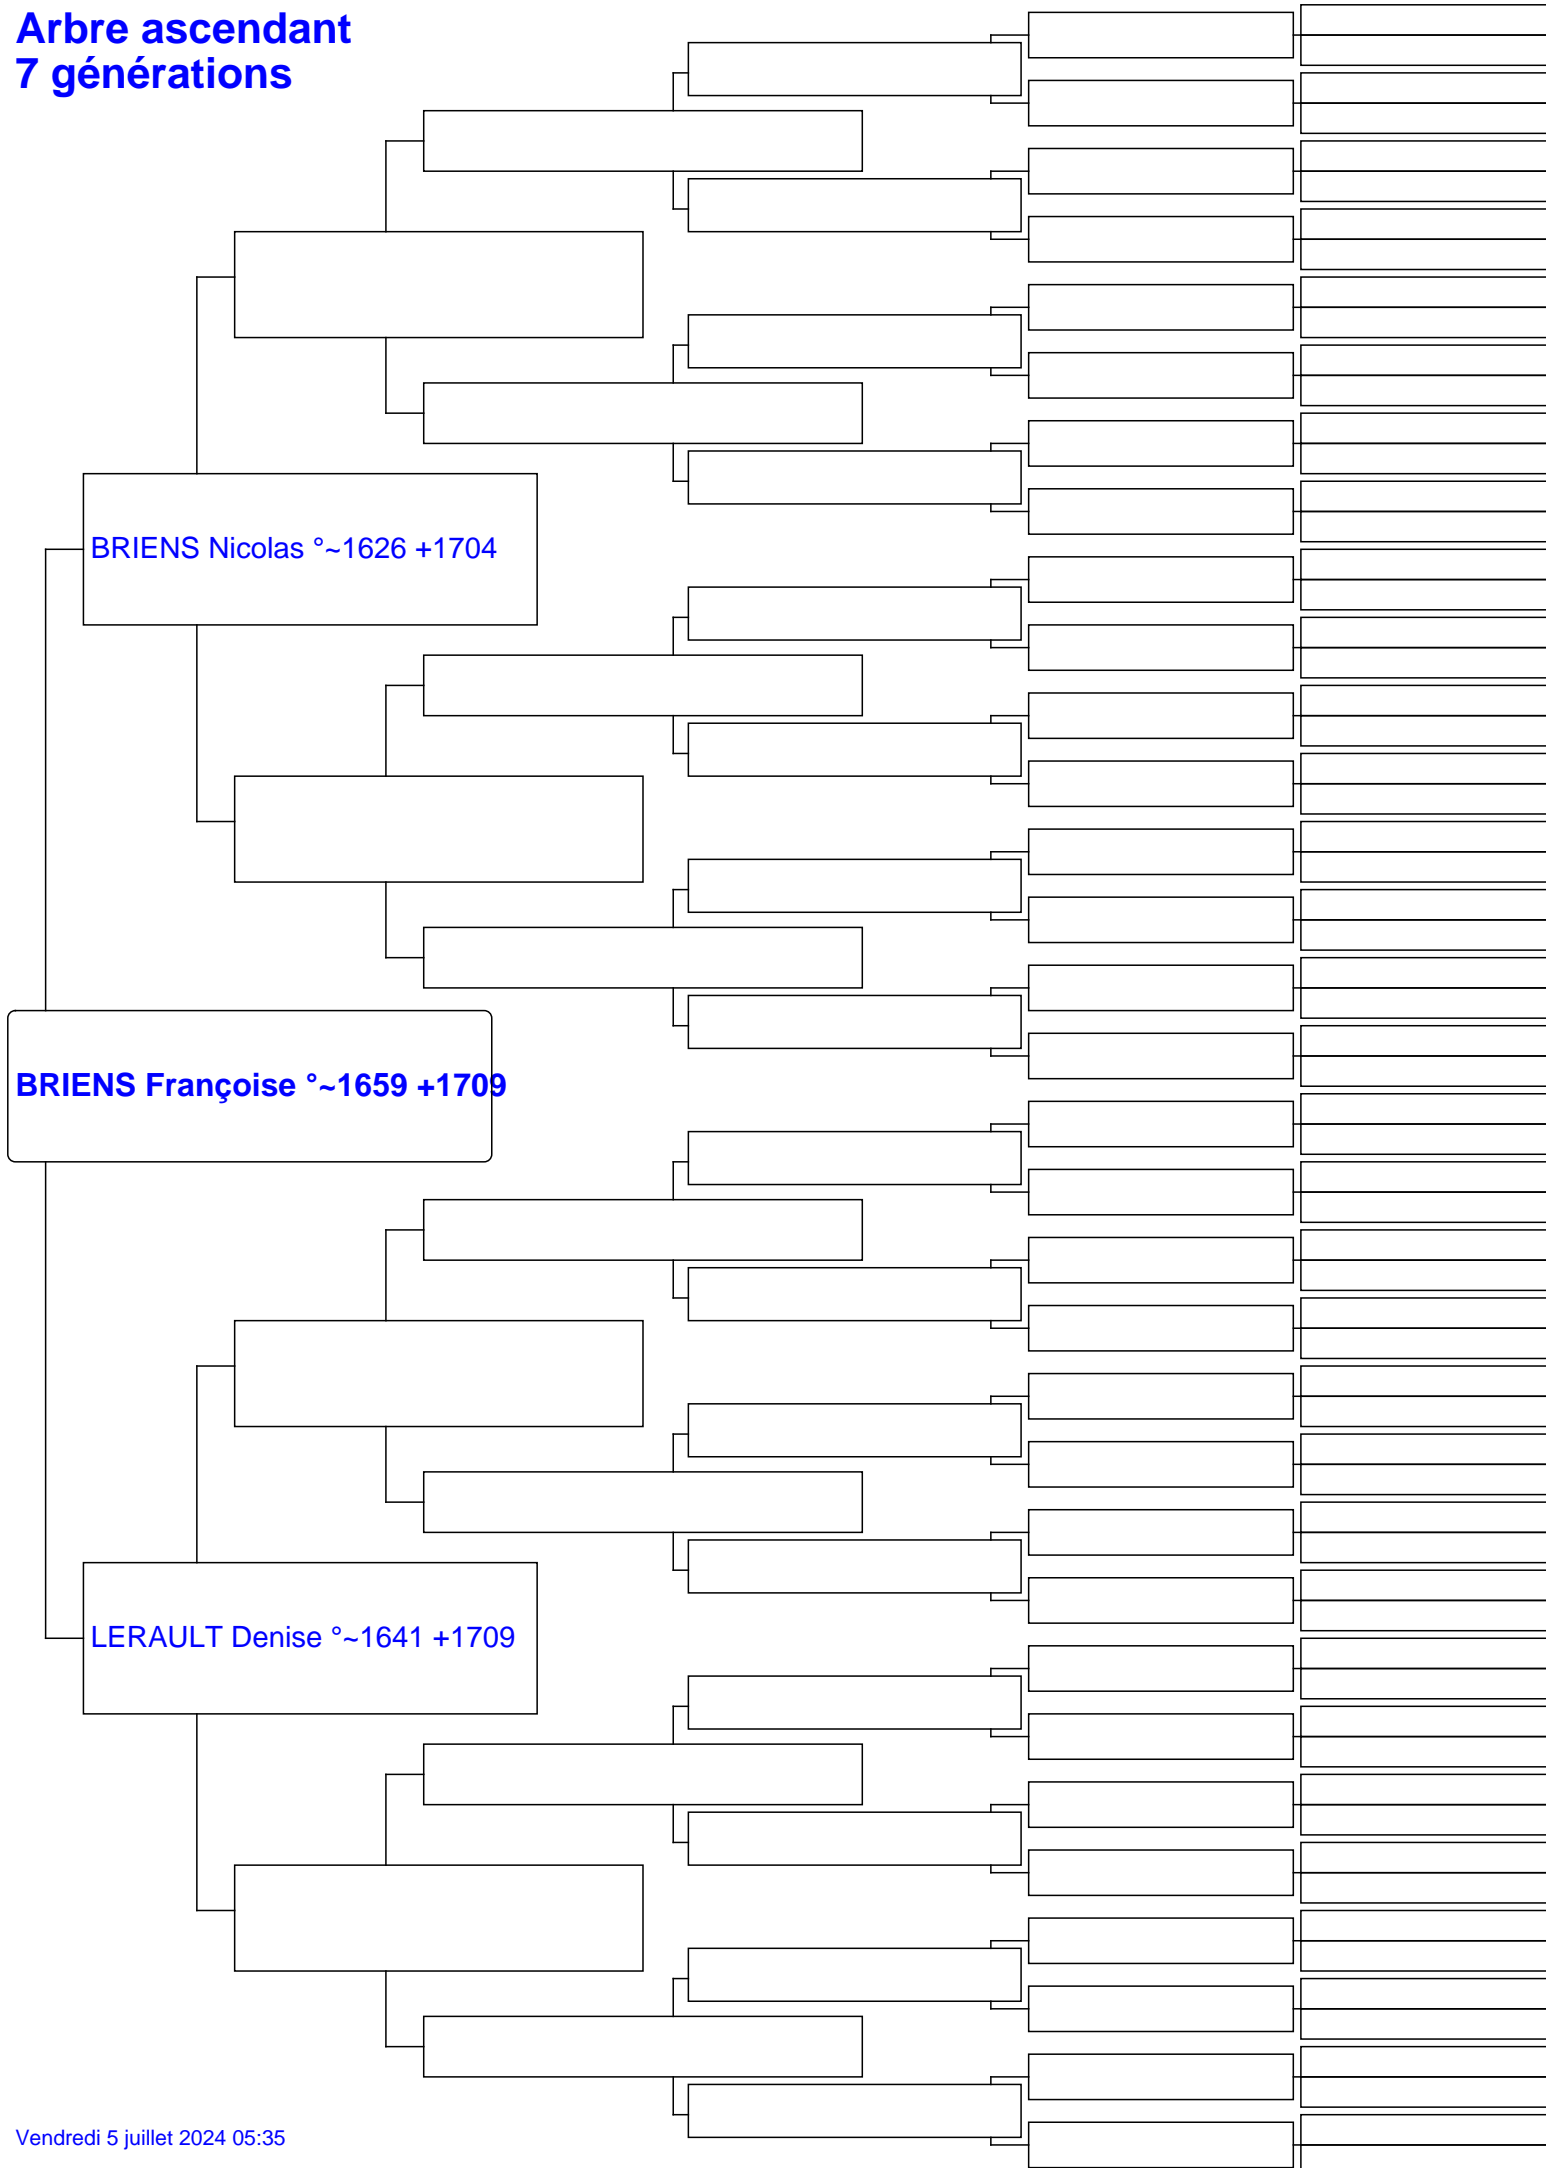 Arbre ascendant
7 générations
BRIENS Nicolas °~1626 +1704
BRIENS Françoise °~1659 +1709
LERAULT Denise °~1641 +1709
Vendredi 5 juillet 2024 05:35